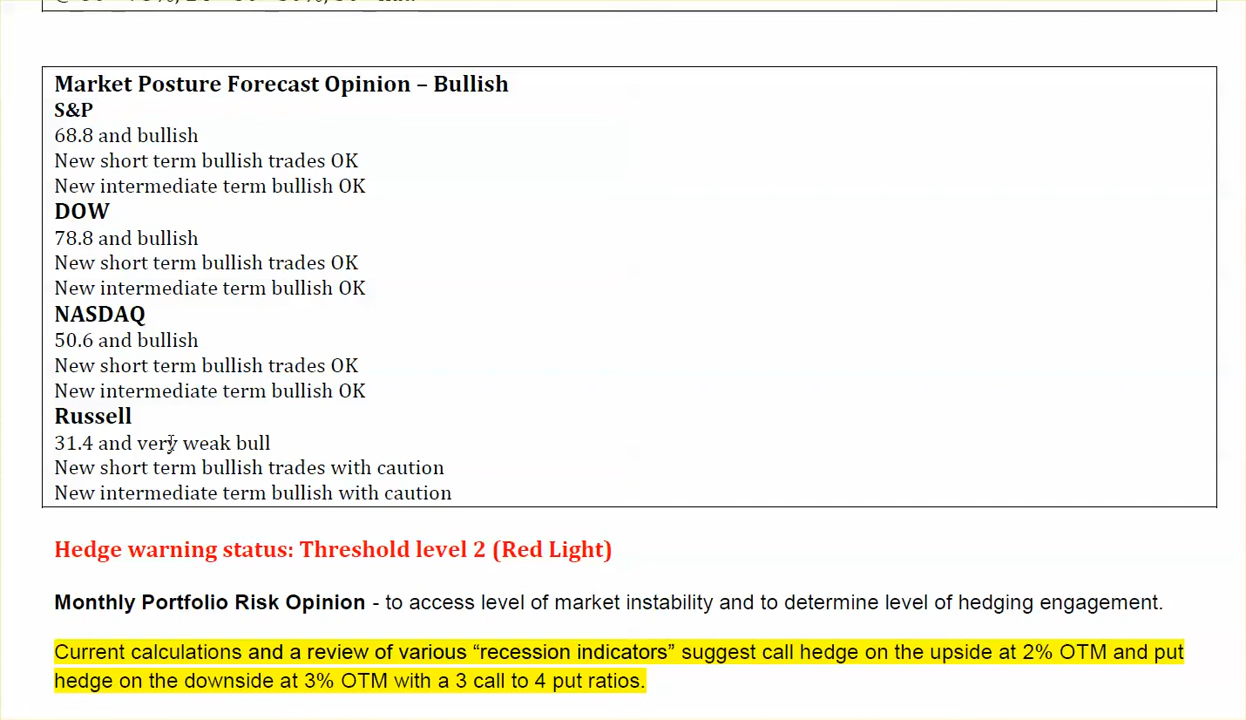 Market Posture Forecast Opinion – Bullish
S&P
68.8 and bullish
New short term bullish trades OK
New intermediate term bullish OK
DOW
78.8 and bullish
New short term bullish trades OK
New intermediate term bullish OK
NASDAQ
50.6 and bullish
New short term bullish trades OK
New intermediate term bullish OK
Russell
31.4 and very weak bull
New short term bullish trades with caution
New intermediate term bullish with caution
Hedge warning status: Threshold level 2 (Red Light)
Monthly Portfolio Risk Opinion - to access level of market instability and to determine level of hedging engagement.
Current calculations and a review of various “recession indicators” suggest call hedge on the upside at 2% OTM and put
hedge on the downside at 3% OTM with a 3 call to 4 put ratios.